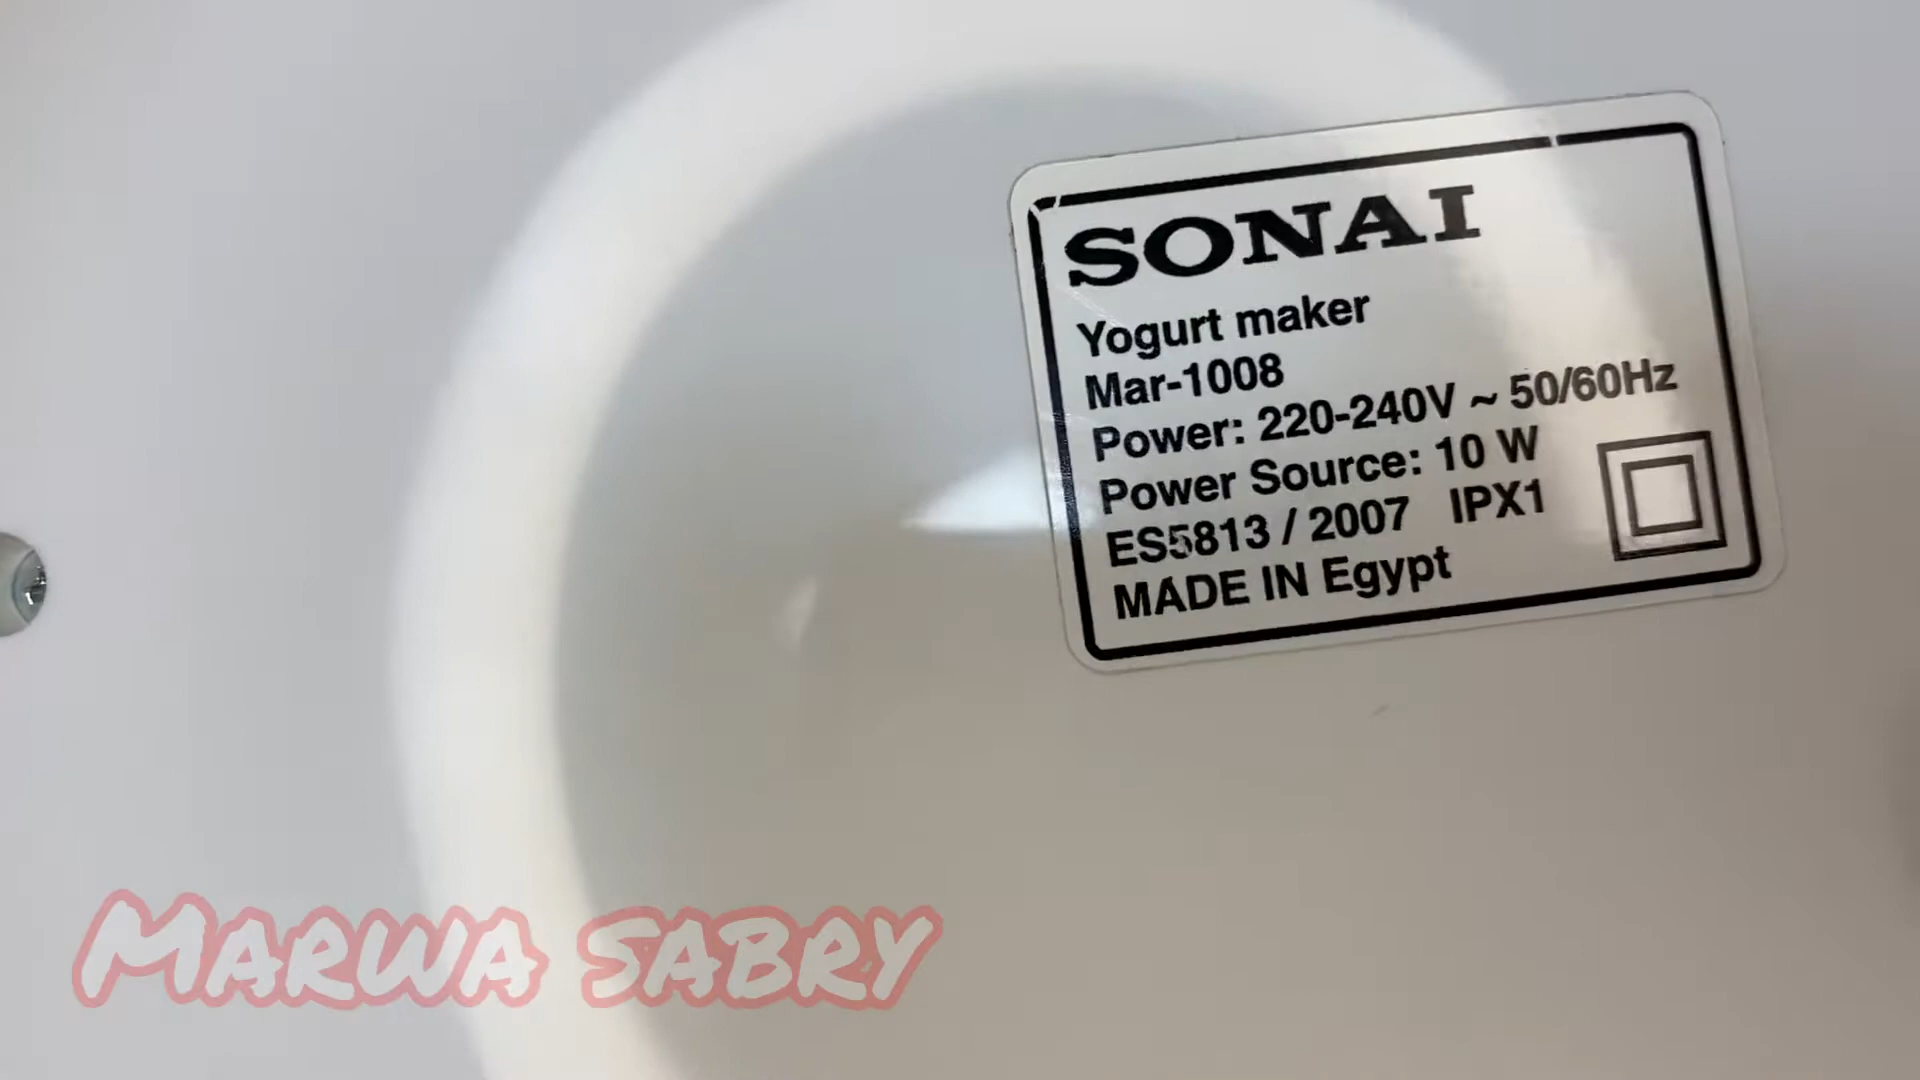 SONAI
Yogurt maker
Mar-1008
Power: 220-240V ~ 50/60Hz
Power Source: 10 W
ES5813 / 2007 IPX1
MADE IN Egypt
MARWA SABRY